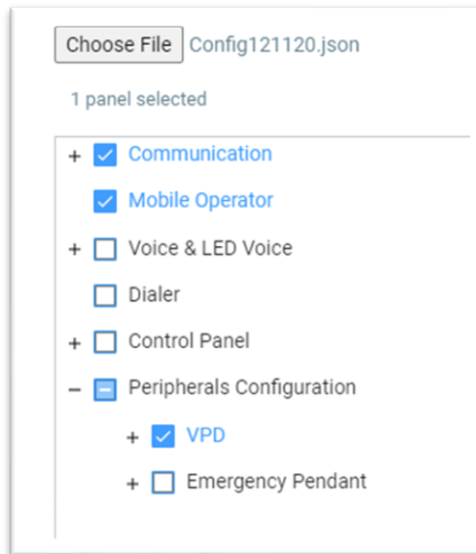 Choose File Config121120.json
1 panel selected
+ Communication
Mobile Operator
+ Voice & LED Voice
Dialer
+ Control Panel
− Peripherals Configuration
+ VPD
+ Emergency Pendant